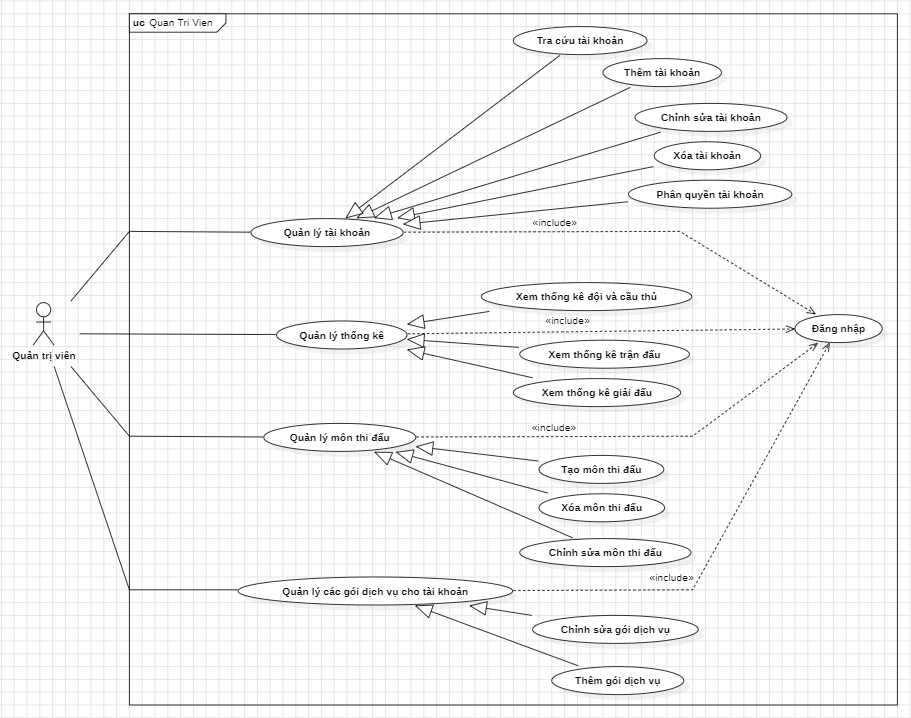 uc Quan Tri Vien
Tra cứu tài khoản
Thêm tài khoản
Chỉnh sửa tài khoản
Xóa tài khoản
Phân quyền tài khoản
«include»
Quản lý tài khoản
Xem thống kê đội và cầu thủ
«include»
Quản lý thống kê
Đăng nhập
Quản trị viên
Xem thống kê trận đấu
Xem thống kê giải đấu
«include»
Quản lý môn thi đấu
Tạo môn thi đấu
Xóa môn thi đấu
Chỉnh sửa môn thi đấu
«include»
Quản lý các gói dịch vụ cho tài khoản
Chỉnh sửa gói dịch vụ
Thêm gói dịch vụ